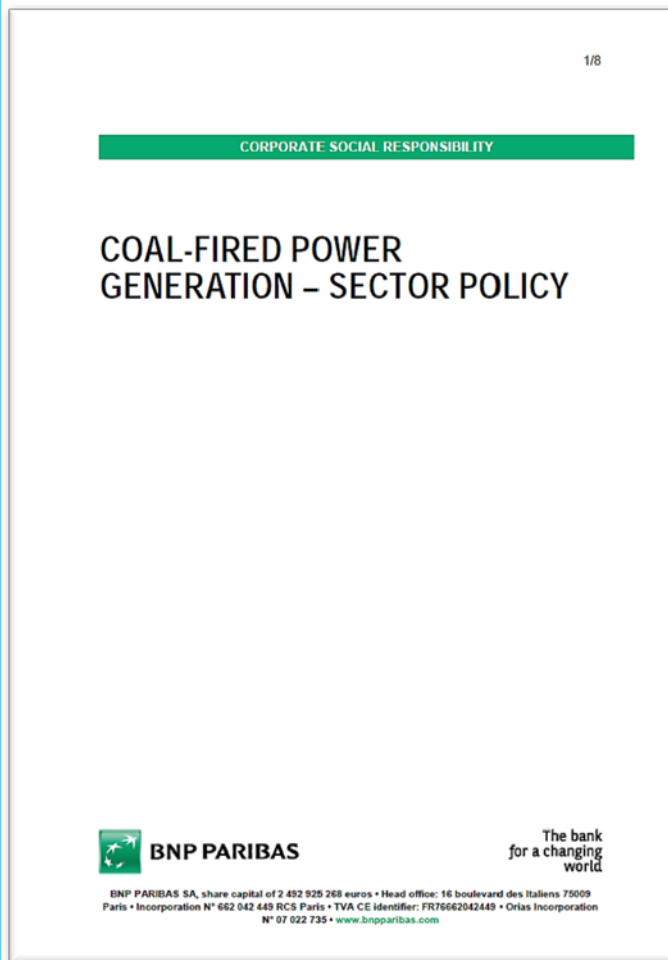 1/8
CORPORATE SOCIAL RESPONSIBILITY
COAL-FIRED POWER
GENERATION – SECTOR POLICY
BNP PARIBAS
The bank
for a changing
world
BNP PARIBAS SA, share capital of 2 492 925 268 euros • Head office: 16 boulevard des Italiens 75009
Paris • Incorporation N° 662 042 449 RCS Paris • TVA CE identifier: FR76662042449 • Orias Incorporation
N° 07 022 735 • www.bnpparibas.com